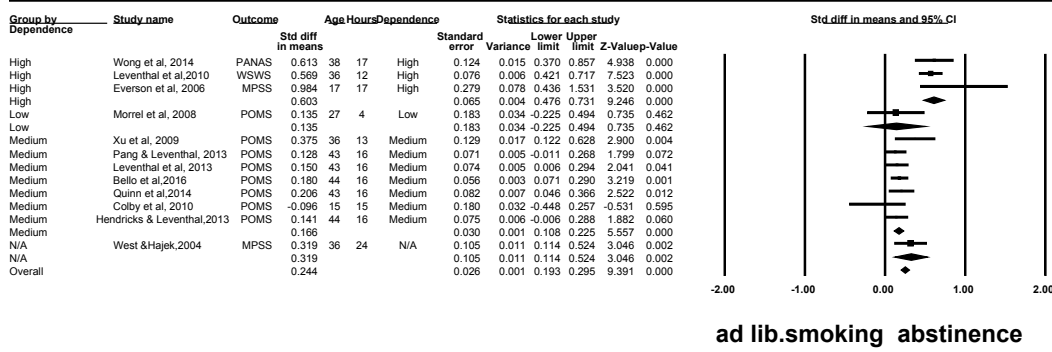 Group by Study name Outcome Age HoursDependence Statistics for each study Std diff in means and 95% CI
Dependence
Std diff Standard Lower Upper
in means error Variance limit limit Z-Valuep-Value
High Wong et al, 2014 PANAS 0.613 38 17 High 0.124 0.015 0.370 0.857 4.938 0.000
High Leventhal et al,2010 WSWS 0.569 36 12 High 0.076 0.006 0.421 0.717 7.523 0.000
High Everson et al, 2006 MPSS 0.984 17 17 High 0.279 0.078 0.436 1.531 3.520 0.000
High 0.603 0.065 0.004 0.476 0.731 9.246 0.000
Low Morrel et al, 2008 POMS 0.135 27 4 Low 0.183 0.034 -0.225 0.494 0.735 0.462
Low 0.135 0.183 0.034 -0.225 0.494 0.735 0.462
Medium Xu et al, 2009 POMS 0.375 36 13 Medium 0.129 0.017 0.122 0.628 2.900 0.004
Medium Pang & Leventhal, 2013 POMS 0.128 43 16 Medium 0.071 0.005 -0.011 0.268 1.799 0.072
Medium Leventhal et al, 2013 POMS 0.150 43 16 Medium 0.074 0.005 0.006 0.294 2.041 0.041
Medium Bello et al,2016 POMS 0.180 44 16 Medium 0.056 0.003 0.071 0.290 3.219 0.001
Medium Quinn et al,2014 POMS 0.206 43 16 Medium 0.082 0.007 0.046 0.366 2.522 0.012
Medium Colby et al, 2010 POMS -0.096 15 15 Medium 0.180 0.032 -0.448 0.257 -0.531 0.595
Medium Hendricks & Leventhal,2013 POMS 0.141 44 16 Medium 0.075 0.006 -0.006 0.288 1.882 0.060
Medium 0.166 0.030 0.001 0.108 0.225 5.557 0.000
N/A West &Hajek,2004 MPSS 0.319 36 24 N/A 0.105 0.011 0.114 0.524 3.046 0.002
N/A 0.319 0.105 0.011 0.114 0.524 3.046 0.002
Overall 0.244 0.026 0.001 0.193 0.295 9.391 0.000
-2.00 -1.00 0.00 1.00 2.00
ad lib.smoking abstinence